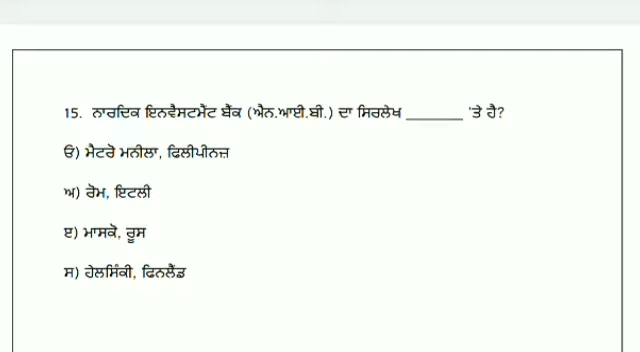 15. ਨਾਰਦਿਕ ਇਨਵੈਸਟਮੈਂਟ ਬੈਂਕ (ਐਨ.ਆਈ.ਬੀ.) ਦਾ ਸਿਰਲੇਖ ________ 'ਤੇ ਹੈ?
ੳ) ਮੈਟਰੋ ਮਨੀਲਾ, ਫਿਲੀਪੀਨਜ਼
ਅ) ਰੋਮ, ਇਟਲੀ
ੲ) ਮਾਸਕੋ, ਰੂਸ
ਸ) ਹੇਲਸਿੰਕੀ, ਫਿਨਲੈਂਡ